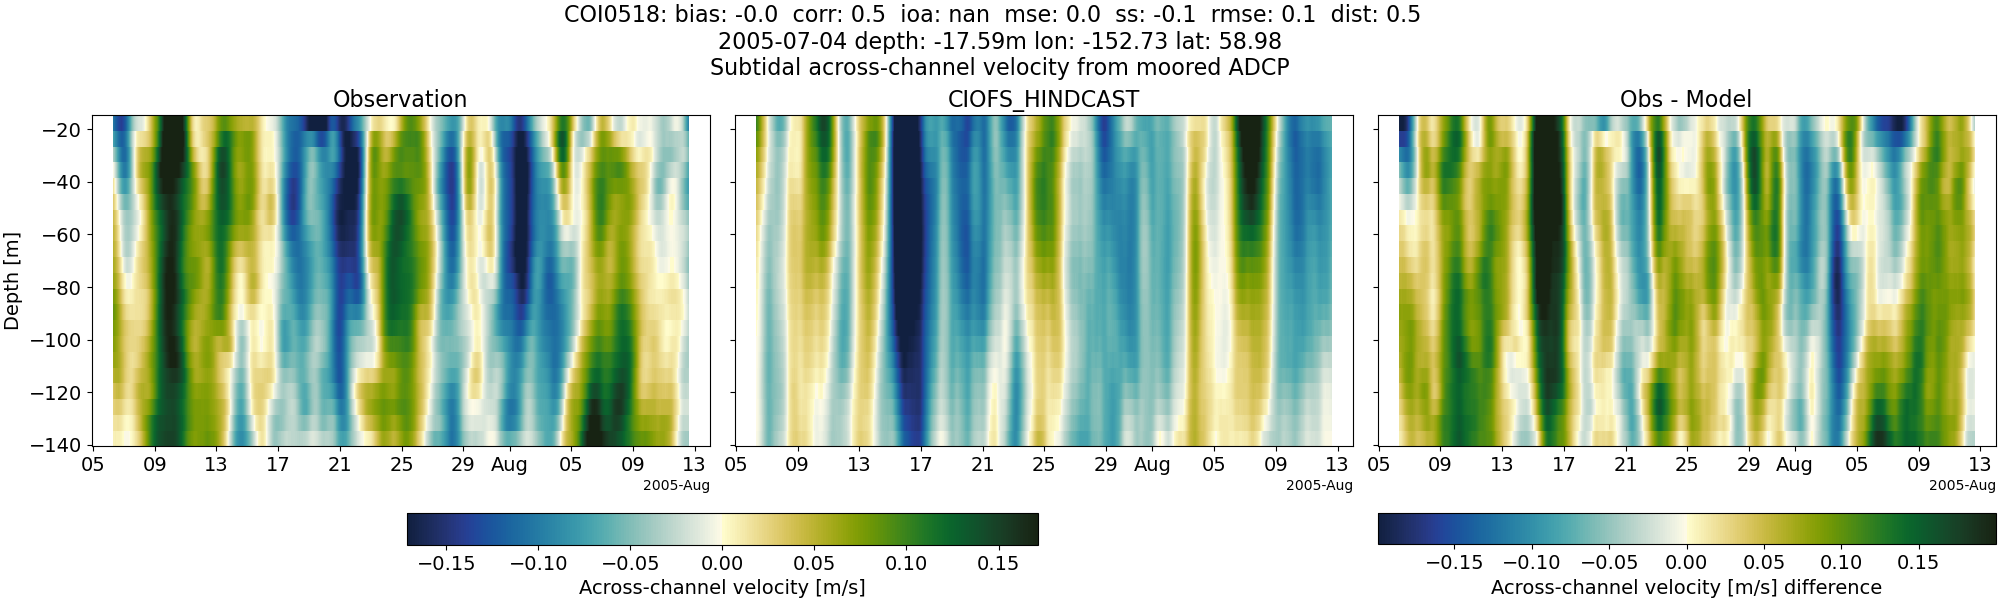 COI0518: bias: -0.0  corr: 0.5  ioa: nan  mse: 0.0  ss: -0.1  rmse: 0.1  dist: 0.5
2005-07-04 depth: -17.59m lon: -152.73 lat: 58.98
Subtidal across-channel velocity from moored ADCP
Observation
CIOFS_HINDCAST
Obs - Model
Depth [m]
−20
−40
−60
−80
−100
−120
−140
05 09 13 17 21 25 29 Aug 05 09 13
2005-Aug
05 09 13 17 21 25 29 Aug 05 09 13
2005-Aug
05 09 13 17 21 25 29 Aug 05 09 13
2005-Aug
−0.15 −0.10 −0.05 0.00 0.05 0.10 0.15
Across-channel velocity [m/s]
−0.15 −0.10 −0.05 0.00 0.05 0.10 0.15
Across-channel velocity [m/s] difference